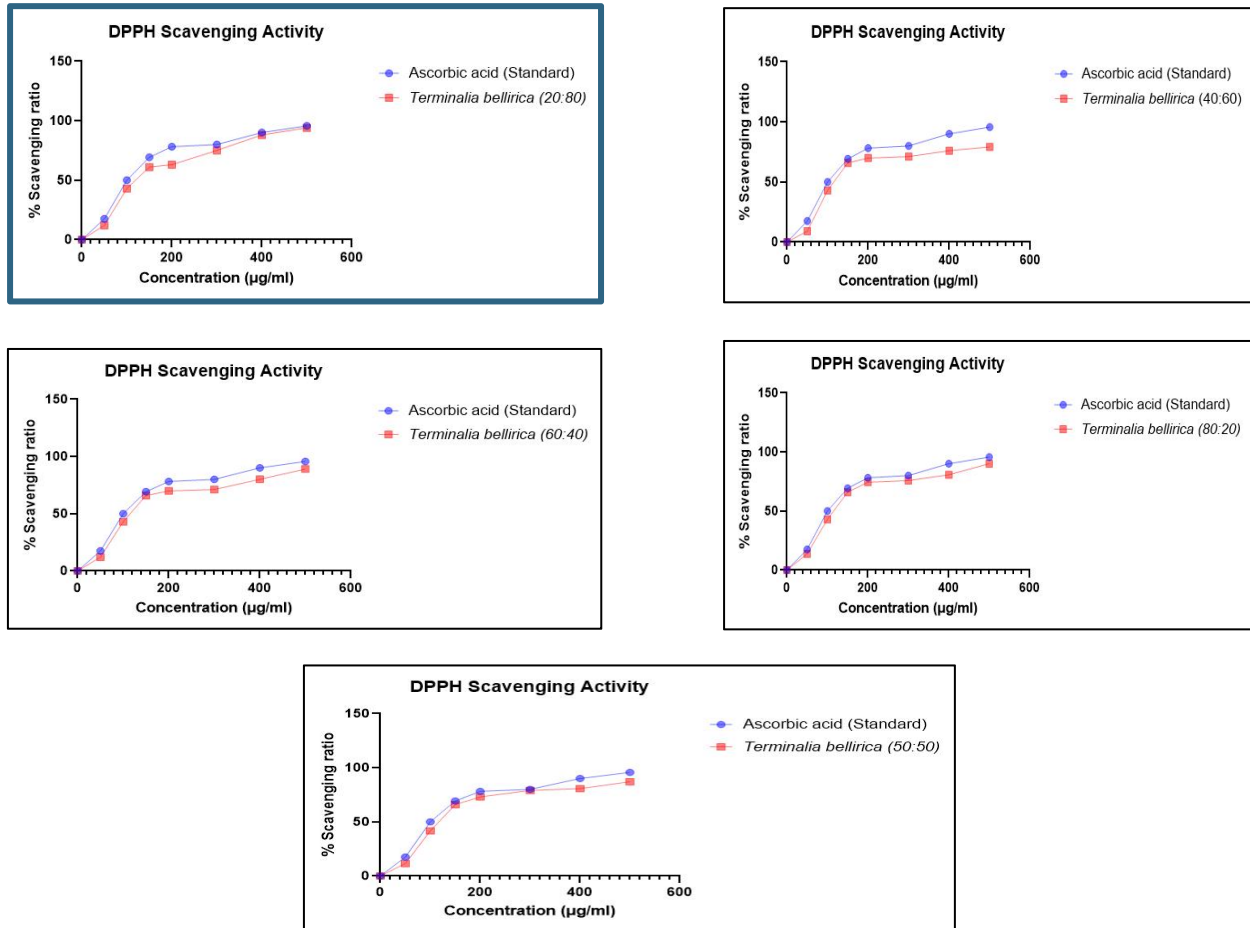 DPPH Scavenging Activity
Ascorbic acid (Standard)
Terminalia bellirica (20:80)
% Scavenging ratio
150
100
50
0
0 200 400 600
Concentration (µg/ml)
DPPH Scavenging Activity
Ascorbic acid (Standard)
Terminalia bellirica (40:60)
% Scavenging ratio
150
100
50
0
0 200 400 600
Concentration (µg/ml)
DPPH Scavenging Activity
Ascorbic acid (Standard)
Terminalia bellirica (60:40)
% Scavenging ratio
150
100
50
0
0 200 400 600
Concentration (µg/ml)
DPPH Scavenging Activity
Ascorbic acid (Standard)
Terminalia bellirica (80:20)
% Scavenging ratio
150
100
50
0
0 200 400 600
Concentration (µg/ml)
DPPH Scavenging Activity
Ascorbic acid (Standard)
Terminalia bellirica (50:50)
% Scavenging ratio
150
100
50
0
0 200 400 600
Concentration (µg/ml)